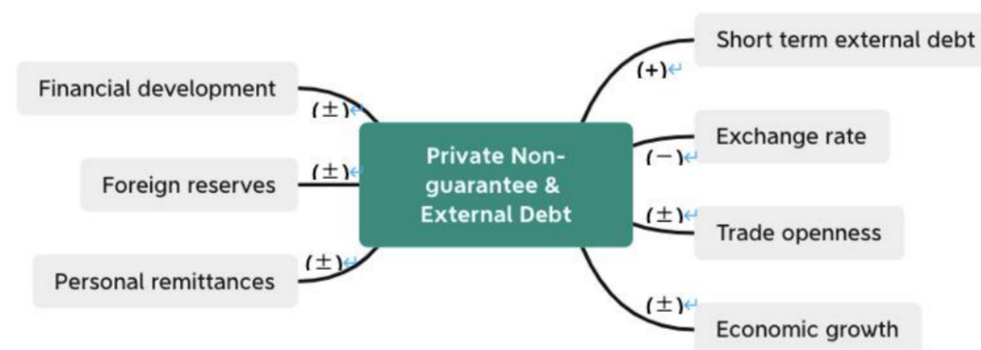 Financial development
(±)↵
Foreign reserves
(±)↵
Personal remittances
(±)↵
Private Non-
guarantee &
External Debt
Short term external debt
(+)↵
Exchange rate
(−)↵
Trade openness
(±)↵
Economic growth
(±)↵